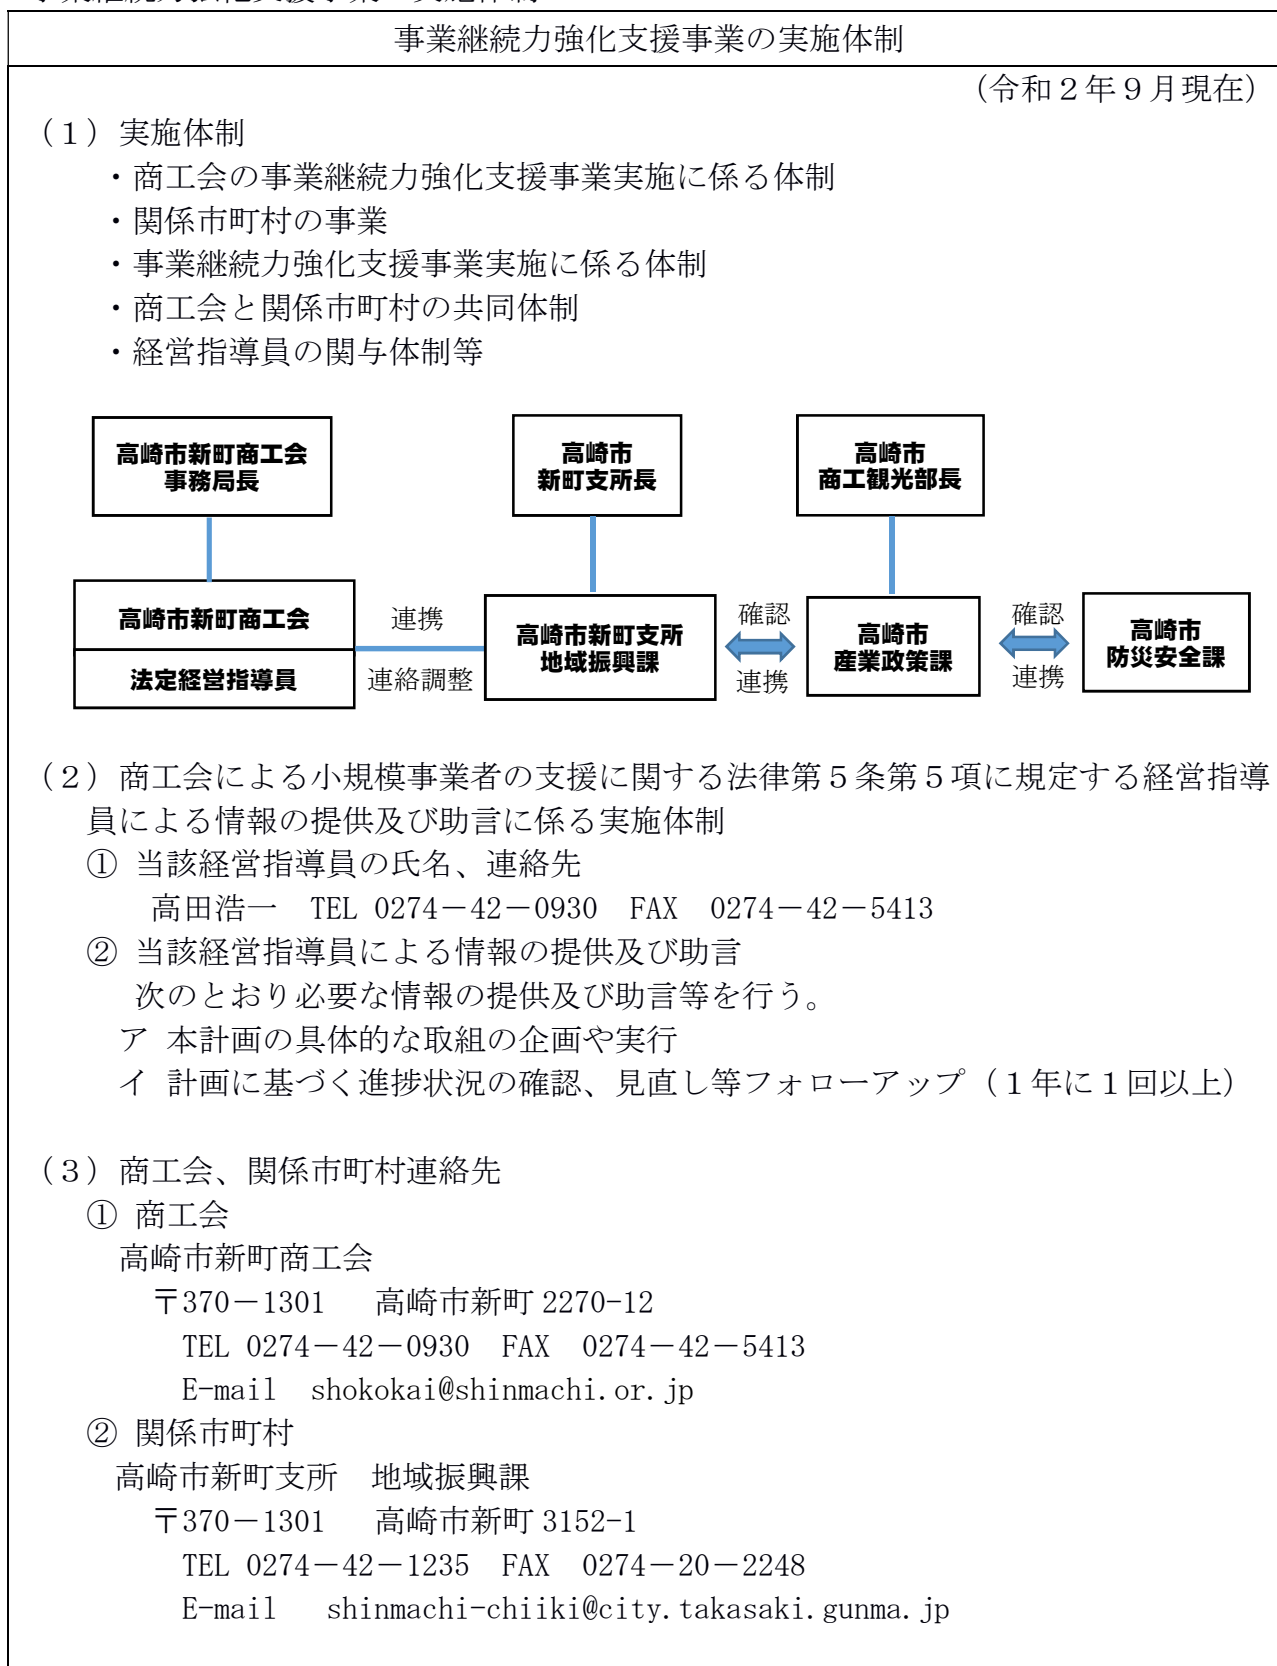 事業継続力強化支援事業の実施体制
(令和２年９月現在)
(１) 実施体制
・商工会の事業継続力強化支援事業実施に係る体制
・関係市町村の事業
・事業継続力強化支援事業実施に係る体制
・商工会と関係市町村の共同体制
・経営指導員の関与体制等
高崎市新町商工会
事務局長
高崎市
新町支所長
高崎市
商工観光部長
高崎市新町商工会
法定経営指導員
連携
連絡調整
高崎市新町支所
地域振興課
確認
連携
高崎市
産業政策課
確認
連携
高崎市
防災安全課
(２) 商工会による小規模事業者の支援に関する法律第５条第５項に規定する経営指導
員による情報の提供及び助言に係る実施体制
① 当該経営指導員の氏名、連絡先
高田浩一　TEL 0274－42－0930　FAX　0274－42－5413
② 当該経営指導員による情報の提供及び助言
次のとおり必要な情報の提供及び助言等を行う。
ア 本計画の具体的な取組の企画や実行
イ 計画に基づく進捗状況の確認、見直し等フォローアップ（１年に１回以上）
(３) 商工会、関係市町村連絡先
① 商工会
高崎市新町商工会
〒370－1301　高崎市新町 2270-12
TEL 0274－42－0930　FAX　0274－42－5413
E-mail　shokokai@shinmachi.or.jp
② 関係市町村
高崎市新町支所　地域振興課
〒370－1301　高崎市新町 3152-1
TEL 0274－42－1235　FAX　0274－20－2248
E-mail　shinmachi-chiiki@city.takasaki.gunma.jp